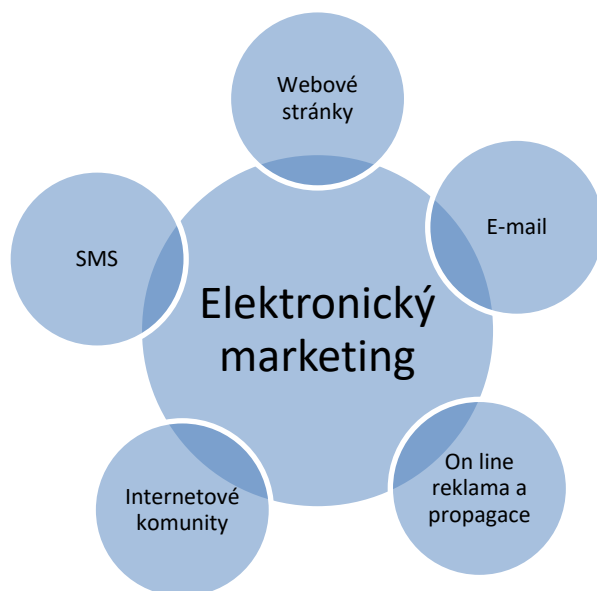 Webové
stránky
E-mail
SMS
Elektronický
marketing
On line
reklama a
propagace
Internetové
komunity